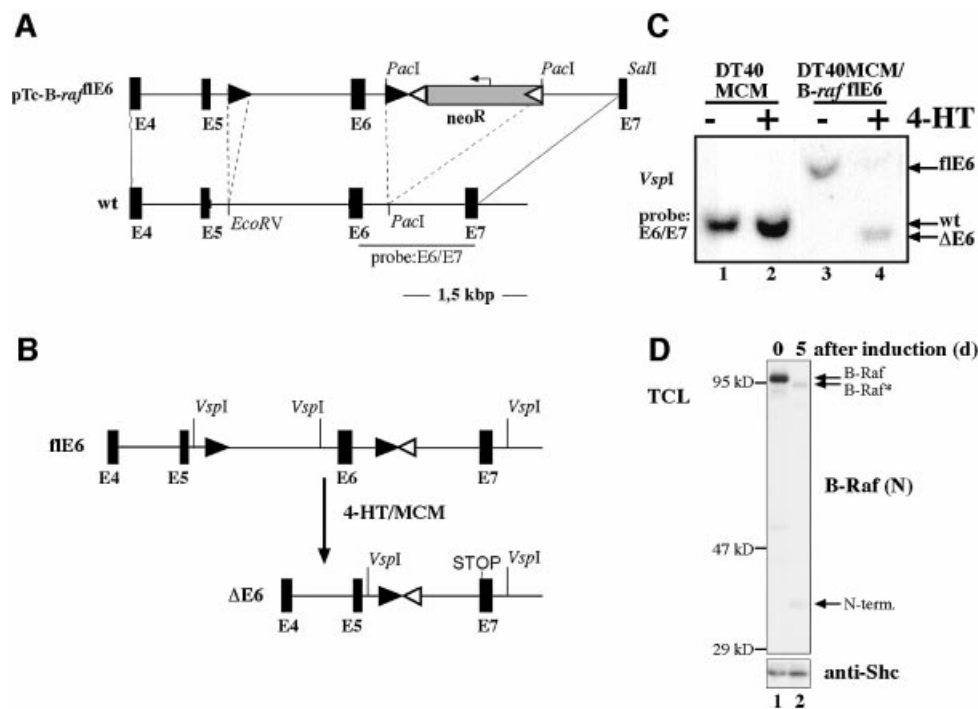 A
pTc-B-raf flE6
PacI
PacI
SalI
E4
E5
E6
neoR
E7
wt
E4
E5
EcoRV
E6
PacI
E7
probe:E6/E7
1,5 kbp
B
VspI
VspI
VspI
flE6
E4
E5
E6
E7
4-HT/MCM
VspI
STOP
VspI
ΔE6
E4
E5
E7
C
DT40
MCM
DT40MCM/
B-raf flE6
- + - + 4-HT
VspI
probe:
E6/E7
flE6
wt
ΔE6
1 2 3 4
D
0 5 after induction (d)
TCL
95 kD
B-Raf
B-Raf*
B-Raf (N)
47 kD
N-term.
29 kD
anti-Shc
1 2